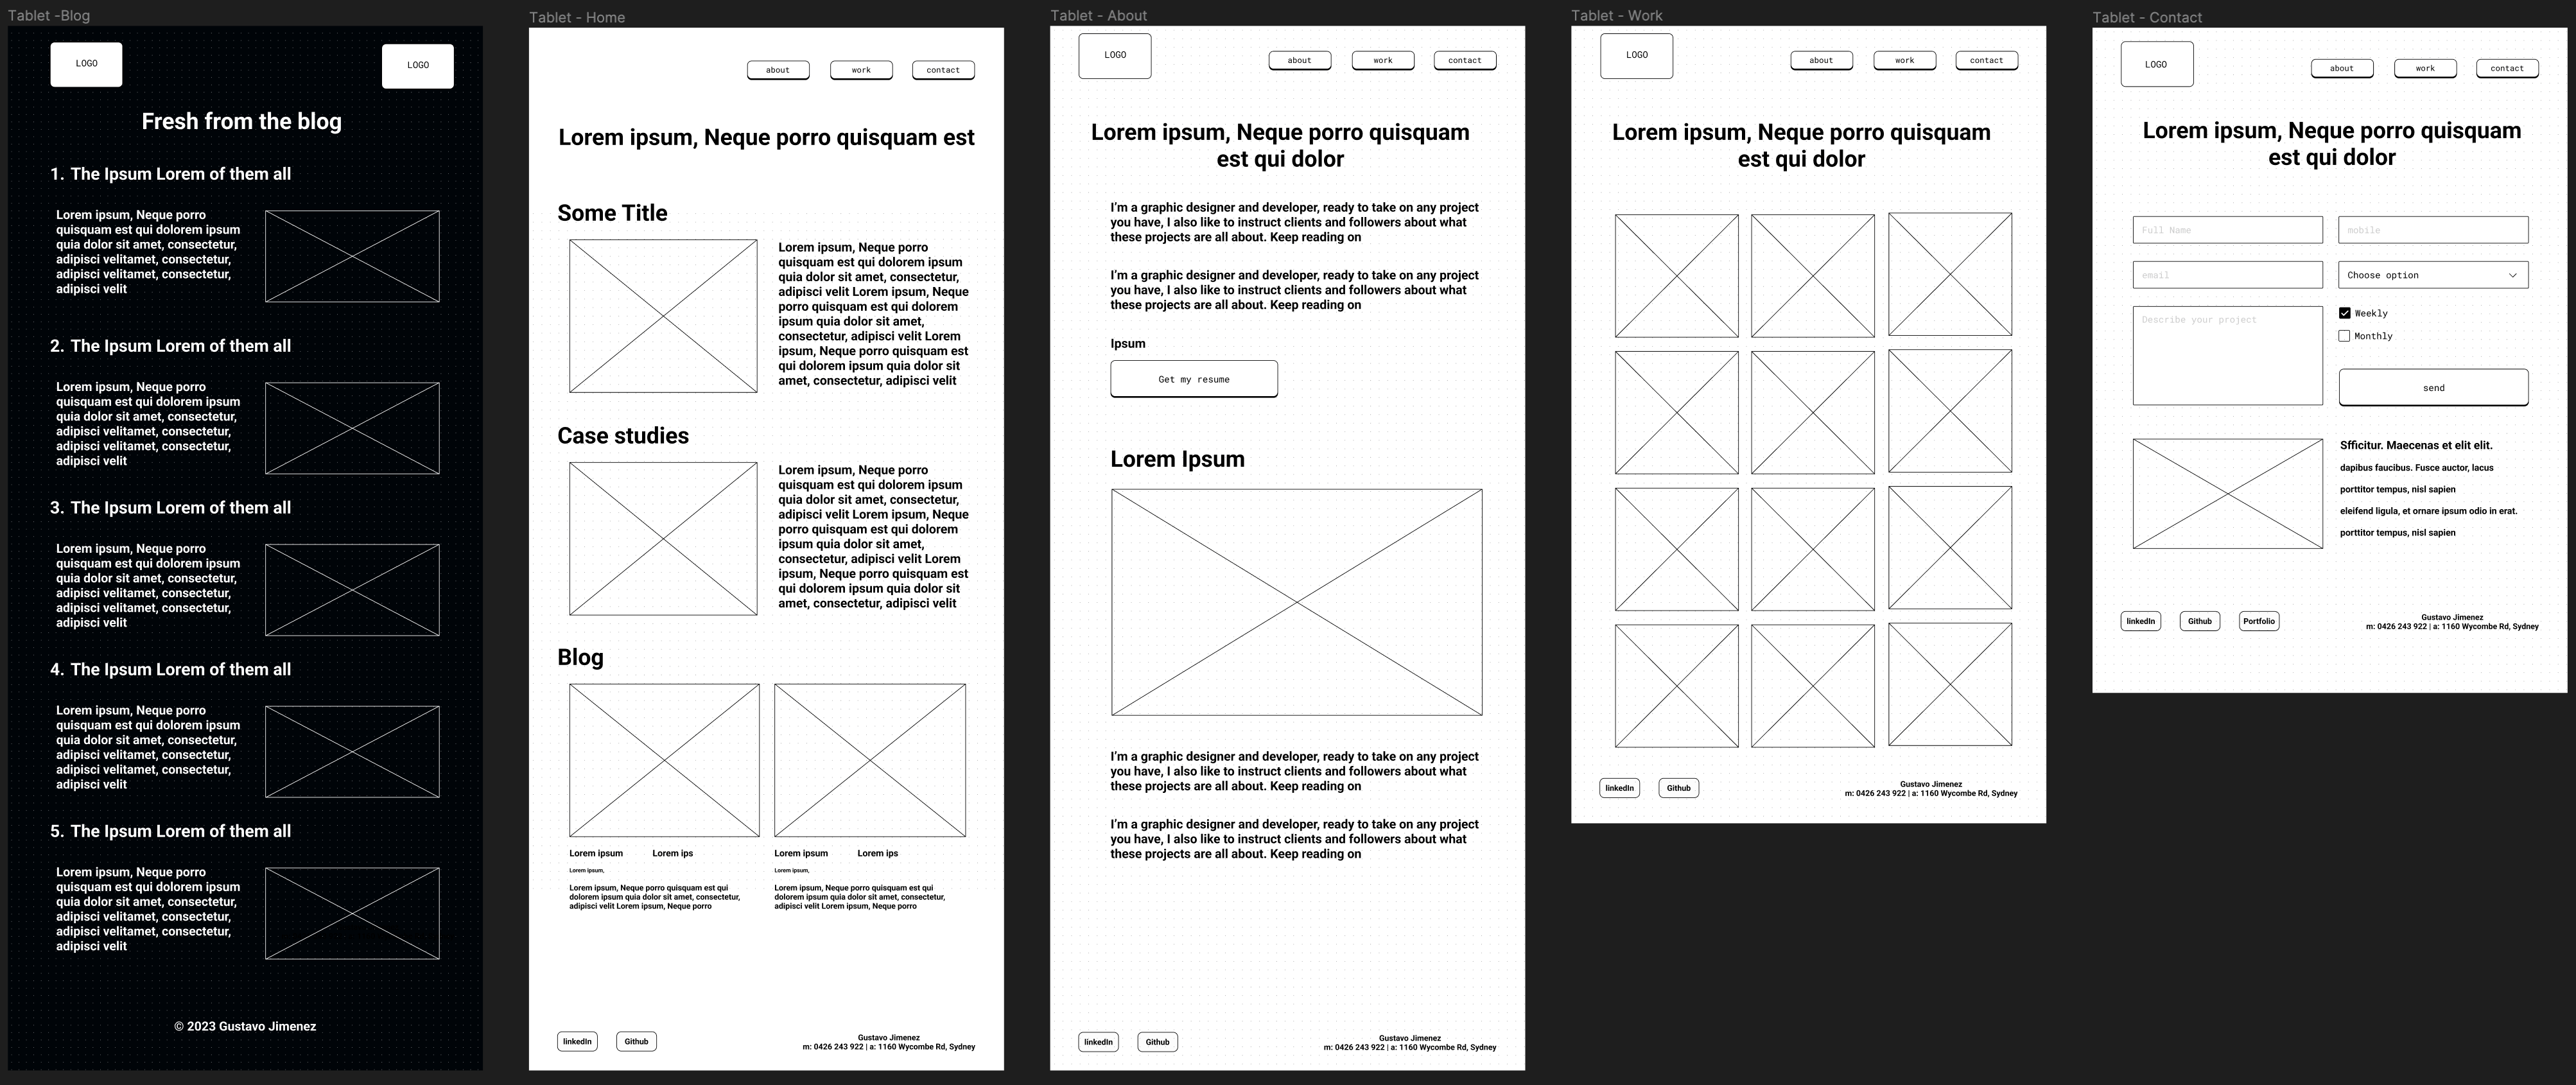 Tablet -Blog
LOGO
LOGO
Fresh from the blog
1. The Ipsum Lorem of them all
Lorem ipsum, Neque porro
quisquam est qui dolorem ipsum
quia dolor sit amet, consectetur,
adipisci velitamet, consectetur,
adipisci velitamet, consectetur,
adipisci velit
2. The Ipsum Lorem of them all
Lorem ipsum, Neque porro
quisquam est qui dolorem ipsum
quia dolor sit amet, consectetur,
adipisci velitamet, consectetur,
adipisci velitamet, consectetur,
adipisci velit
3. The Ipsum Lorem of them all
Lorem ipsum, Neque porro
quisquam est qui dolorem ipsum
quia dolor sit amet, consectetur,
adipisci velitamet, consectetur,
adipisci velitamet, consectetur,
adipisci velit
4. The Ipsum Lorem of them all
Lorem ipsum, Neque porro
quisquam est qui dolorem ipsum
quia dolor sit amet, consectetur,
adipisci velitamet, consectetur,
adipisci velitamet, consectetur,
adipisci velit
5. The Ipsum Lorem of them all
Lorem ipsum, Neque porro
quisquam est qui dolorem ipsum
quia dolor sit amet, consectetur,
adipisci velitamet, consectetur,
adipisci velitamet, consectetur,
adipisci velit
© 2023 Gustavo Jimenez
Tablet - Home
about
work
contact
Lorem ipsum, Neque porro quisquam est
Some Title
Lorem ipsum, Neque porro
quisquam est qui dolorem ipsum
quia dolor sit amet, consectetur,
adipisci velit Lorem ipsum, Neque
porro quisquam est qui dolorem
ipsum quia dolor sit amet,
consectetur, adipisci velit Lorem
ipsum, Neque porro quisquam est
qui dolorem ipsum quia dolor sit
amet, consectetur, adipisci velit
Case studies
Lorem ipsum, Neque porro
quisquam est qui dolorem ipsum
quia dolor sit amet, consectetur,
adipisci velit Lorem ipsum, Neque
porro quisquam est qui dolorem
ipsum quia dolor sit amet,
consectetur, adipisci velit Lorem
ipsum, Neque porro quisquam est
qui dolorem ipsum quia dolor sit
amet, consectetur, adipisci velit
Blog
Lorem ipsum
Lorem ips
Lorem ipsum,
Lorem ipsum, Neque porro quisquam est qui
dolorem ipsum quia dolor sit amet, consectetur,
adipisci velit Lorem ipsum, Neque porro
Lorem ipsum
Lorem ips
Lorem ipsum,
Lorem ipsum, Neque porro quisquam est qui
dolorem ipsum quia dolor sit amet, consectetur,
adipisci velit Lorem ipsum, Neque porro
linkedIn
Github
Gustavo Jimenez
m: 0426 243 922 | a: 1160 Wycombe Rd, Sydney
Tablet - About
LOGO
about
work
contact
Lorem ipsum, Neque porro quisquam
est qui dolor
I'm a graphic designer and developer, ready to take on any project
you have, I also like to instruct clients and followers about what
these projects are all about. Keep reading on
I'm a graphic designer and developer, ready to take on any project
you have, I also like to instruct clients and followers about what
these projects are all about. Keep reading on
Ipsum
Get my resume
Lorem Ipsum
I'm a graphic designer and developer, ready to take on any project
you have, I also like to instruct clients and followers about what
these projects are all about. Keep reading on
I'm a graphic designer and developer, ready to take on any project
you have, I also like to instruct clients and followers about what
these projects are all about. Keep reading on
linkedIn
Github
Gustavo Jimenez
m: 0426 243 922 | a: 1160 Wycombe Rd, Sydney
Tablet - Work
LOGO
about
work
contact
Lorem ipsum, Neque porro quisquam
est qui dolor
linkedIn
Github
Gustavo Jimenez
m: 0426 243 922 | a: 1160 Wycombe Rd, Sydney
Tablet - Contact
LOGO
about
work
contact
Lorem ipsum, Neque porro quisquam
est qui dolor
Full Name
mobile
email
Choose option
Describe your project
Weekly
Monthly
send
Sfficitur. Maecenas et elit elit.
dapibus faucibus. Fusce auctor, lacus
porttitor tempus, nisl sapien
eleifend ligula, et ornare ipsum odio in erat.
porttitor tempus, nisl sapien
linkedIn
Github
Portfolio
Gustavo Jimenez
m: 0426 243 922 | a: 1160 Wycombe Rd, Sydney